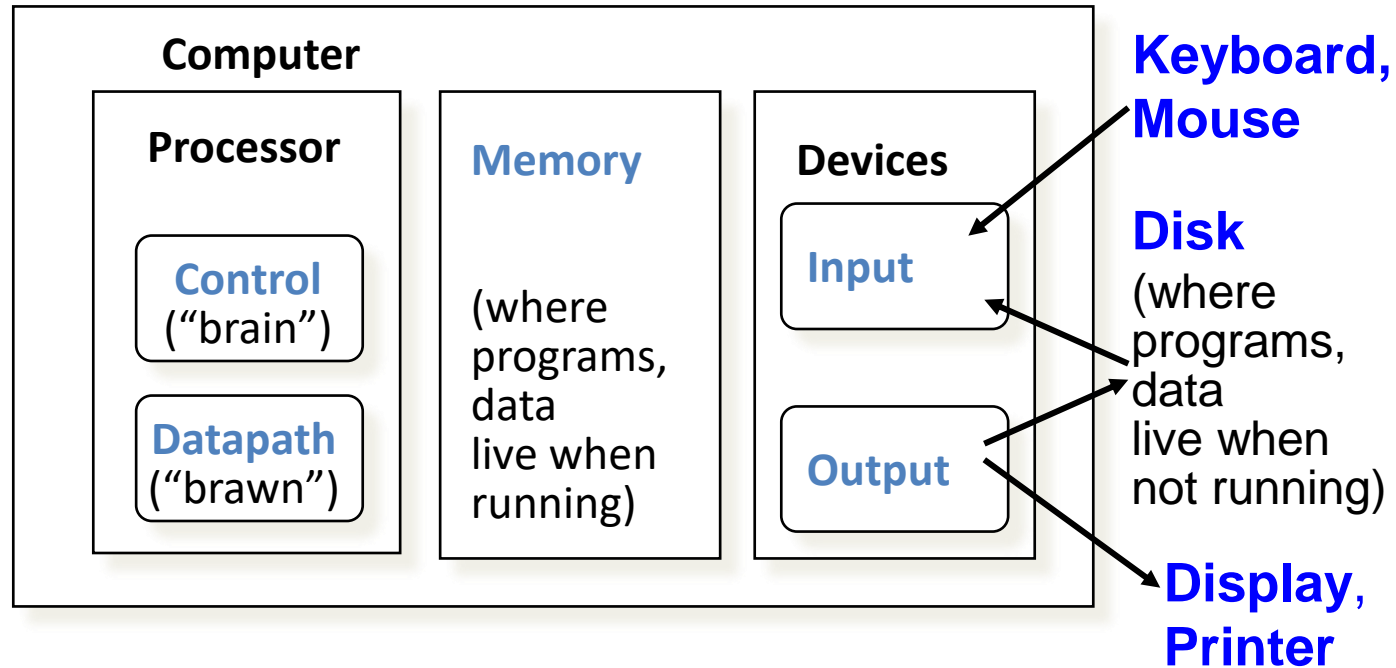 Computer
Processor
Control
(“brain”)
Datapath
(“brawn”)
Memory
(where
programs,
data
live when
running)
Devices
Input
Output
Keyboard,
Mouse
Disk
(where
programs,
data
live when
not running)
Display,
Printer